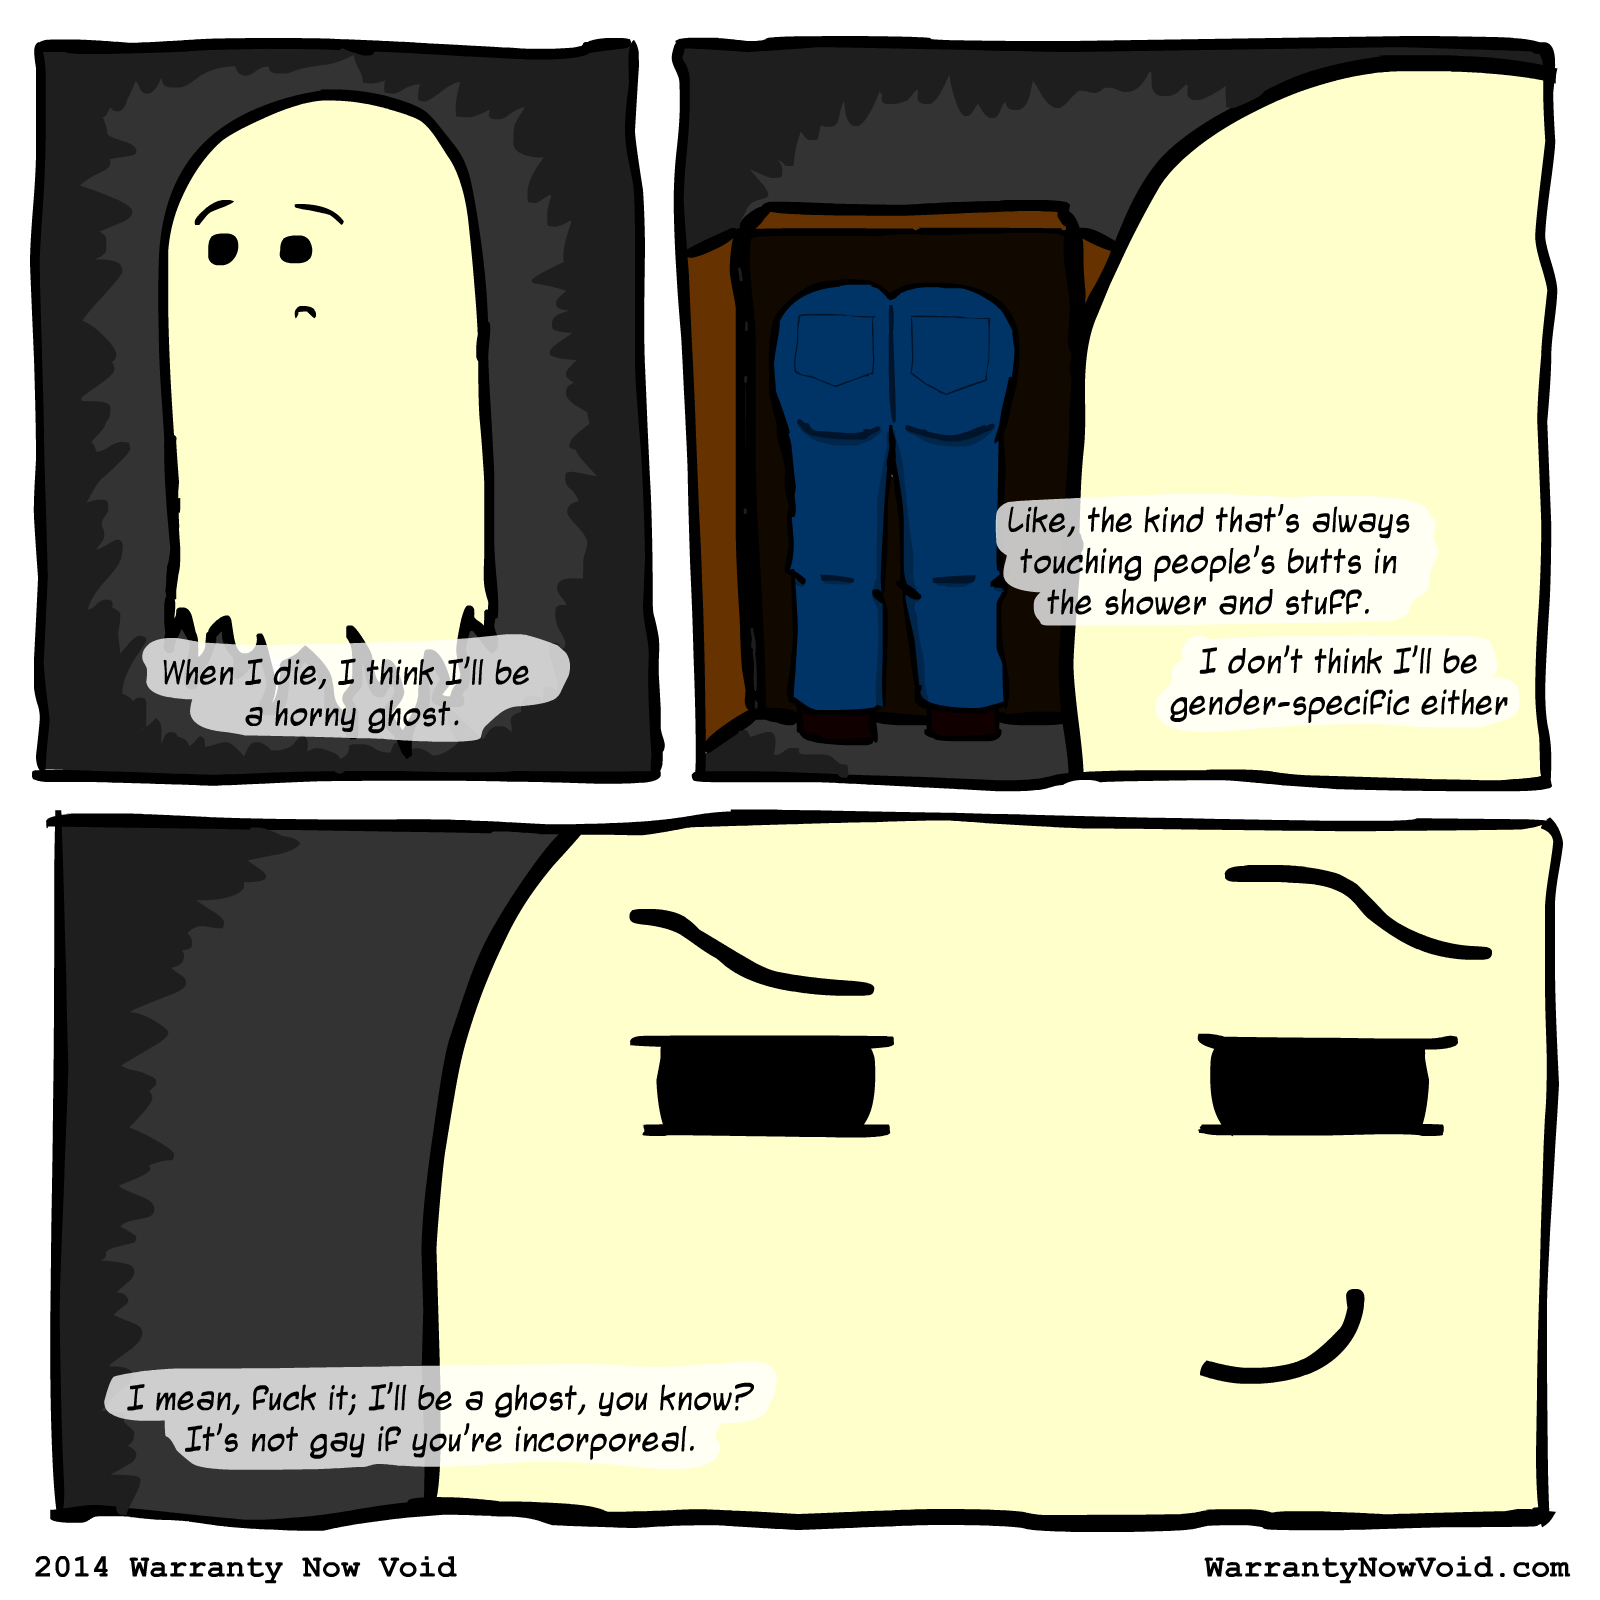 When I die, I think I'll be
a horny ghost.
Like, the kind that's always
touching people's butts in
the shower and stuff.
I don't think I'll be
gender-specific either
I mean, fuck it; I'll be a ghost, you know?
It's not gay if you're incorporeal.
2014 Warranty Now Void
WarrantyNowVoid.com